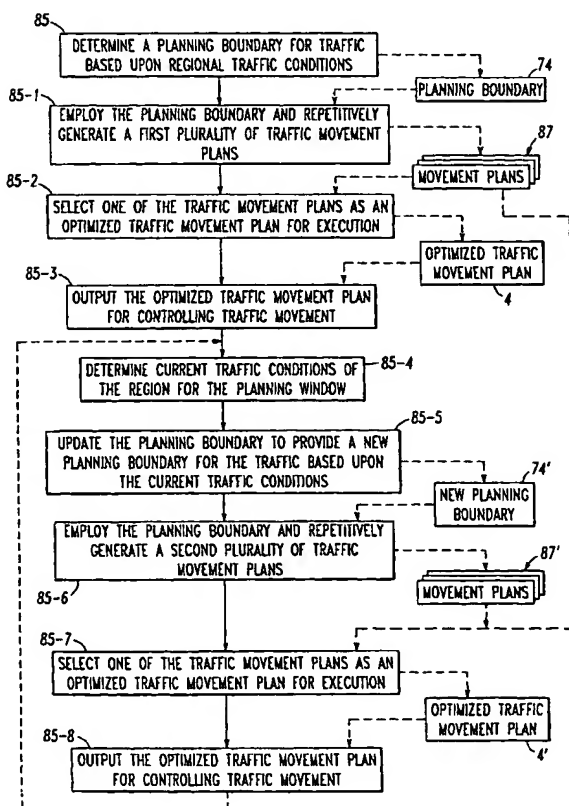 85
DETERMINE A PLANNING BOUNDARY FOR TRAFFIC
BASED UPON REGIONAL TRAFFIC CONDITIONS
74
PLANNING BOUNDARY
85-1
EMPLOY THE PLANNING BOUNDARY AND REPETITIVELY
GENERATE A FIRST PLURALITY OF TRAFFIC MOVEMENT
PLANS
87
MOVEMENT PLANS
85-2
SELECT ONE OF THE TRAFFIC MOVEMENT PLANS AS AN
OPTIMIZED TRAFFIC MOVEMENT PLAN FOR EXECUTION
OPTIMIZED TRAFFIC
MOVEMENT PLAN
4
85-3
OUTPUT THE OPTIMIZED TRAFFIC MOVEMENT PLAN
FOR CONTROLLING TRAFFIC MOVEMENT
DETERMINE CURRENT TRAFFIC CONDITIONS OF
THE REGION FOR THE PLANNING WINDOW
85-4
85-5
UPDATE THE PLANNING BOUNDARY TO PROVIDE A NEW
PLANNING BOUNDARY FOR THE TRAFFIC BASED UPON
THE CURRENT TRAFFIC CONDITIONS
74'
NEW PLANNING
BOUNDARY
EMPLOY THE PLANNING BOUNDARY AND REPETITIVELY
GENERATE A SECOND PLURALITY OF TRAFFIC
MOVEMENT PLANS
85-6
87'
MOVEMENT PLANS
85-7
SELECT ONE OF THE TRAFFIC MOVEMENT PLANS AS AN
OPTIMIZED TRAFFIC MOVEMENT PLAN FOR EXECUTION
OPTIMIZED TRAFFIC
MOVEMENT PLAN
4'
85-8
OUTPUT THE OPTIMIZED TRAFFIC MOVEMENT PLAN
FOR CONTROLLING TRAFFIC MOVEMENT